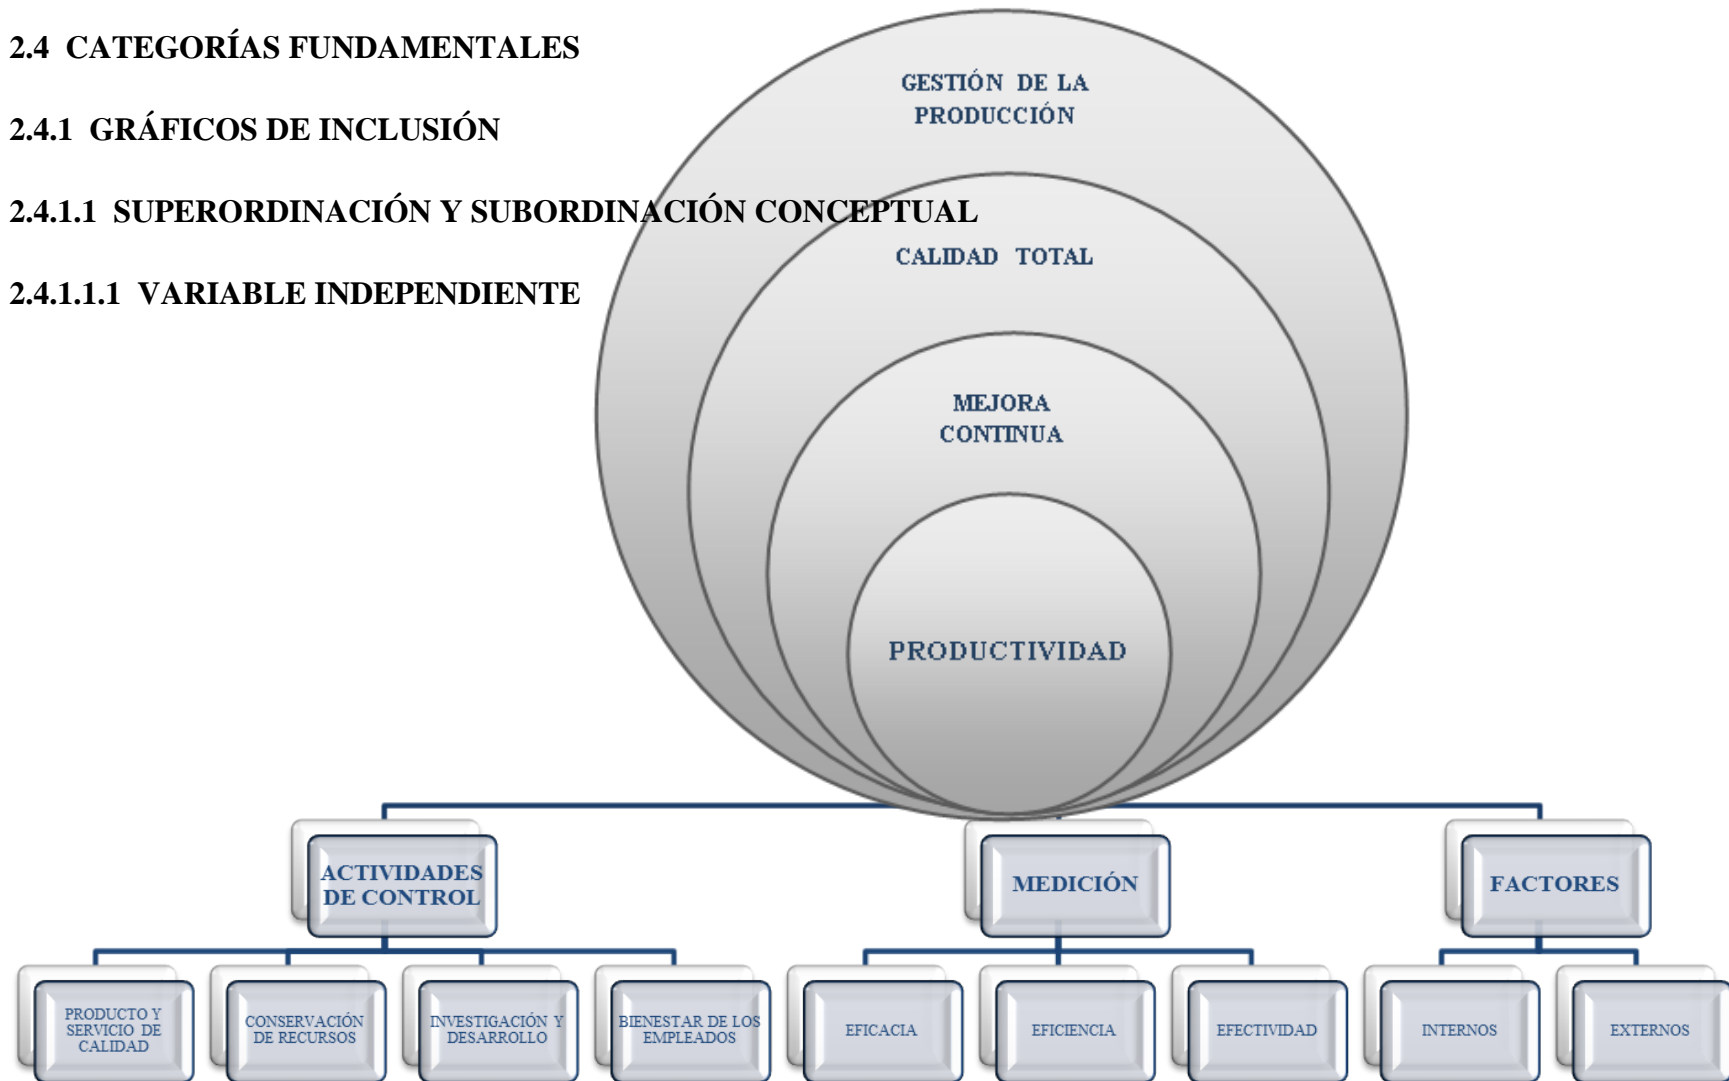 2.4 CATEGORÍAS FUNDAMENTALES
2.4.1 GRÁFICOS DE INCLUSIÓN
2.4.1.1 SUPERORDINACIÓN Y SUBORDINACIÓN CONCEPTUAL
2.4.1.1.1 VARIABLE INDEPENDIENTE
GESTIÓN DE LA
PRODUCCIÓN
CALIDAD TOTAL
MEJORA
CONTINUA
PRODUCTIVIDAD
ACTIVIDADES
DE CONTROL
MEDICIÓN
FACTORES
PRODUCTO Y
SERVICIO DE
CALIDAD
CONSERVACIÓN
DE RECURSOS
INVESTIGACIÓN Y
DESARROLLO
BIENESTAR DE LOS
EMPLEADOS
EFICACIA
EFICIENCIA
EFECTIVIDAD
INTERNOS
EXTERNOS